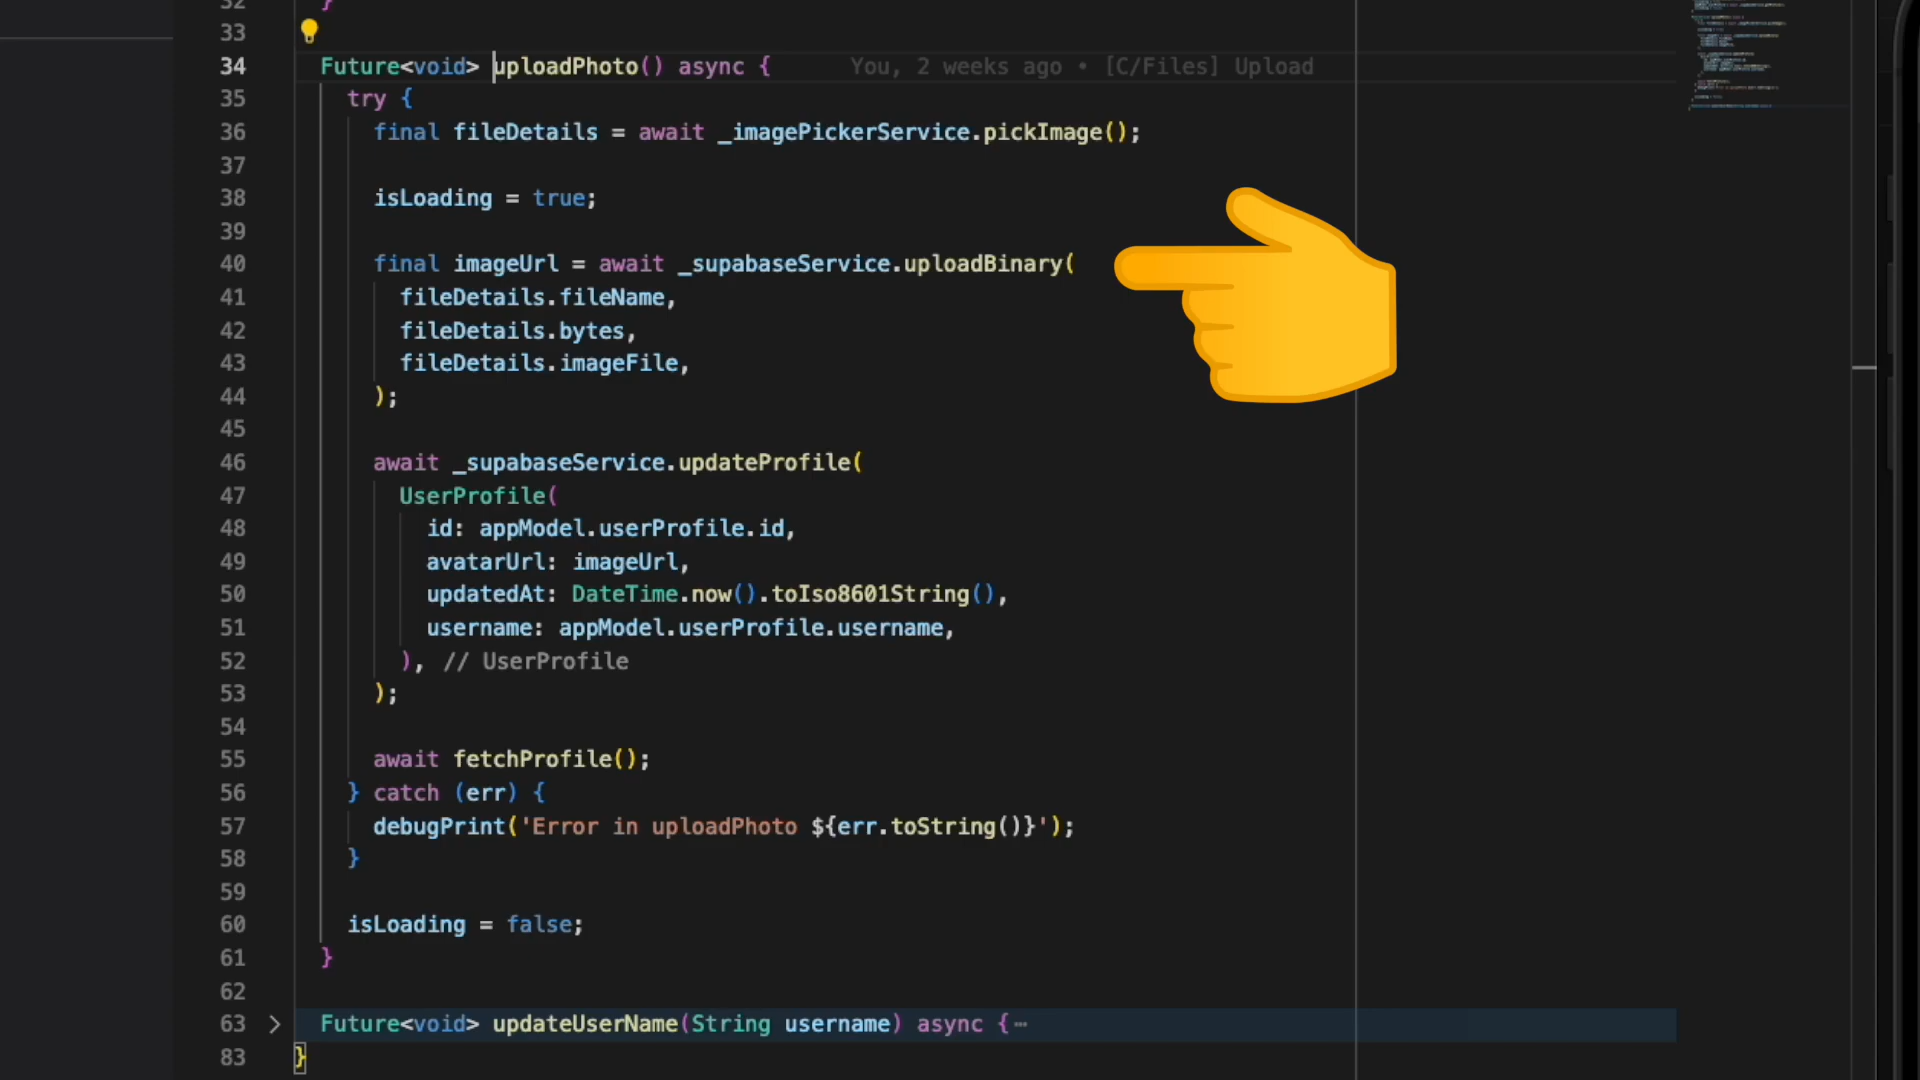 32 }
33
34 Future<void> uploadPhoto() async { You, 2 weeks ago • [C/Files] Upload
35 try {
36 final fileDetails = await _imagePickerService.pickImage();
37
38 isLoading = true;
39
40 final imageUrl = await _supabaseService.uploadBinary(
41 fileDetails.fileName,
42 fileDetails.bytes,
43 fileDetails.imageFile,
44 );
45
46 await _supabaseService.updateProfile(
47 UserProfile(
48 id: appModel.userProfile.id,
49 avatarUrl: imageUrl,
50 updatedAt: DateTime.now().toIso8601String(),
51 username: appModel.userProfile.username,
52 ), // UserProfile
53 );
54
55 await fetchProfile();
56 } catch (err) {
57 debugPrint('Error in uploadPhoto ${err.toString()}');
58 }
59
60 isLoading = false;
61 }
62
63 Future<void> updateUserName(String username) async {⋯
83 }